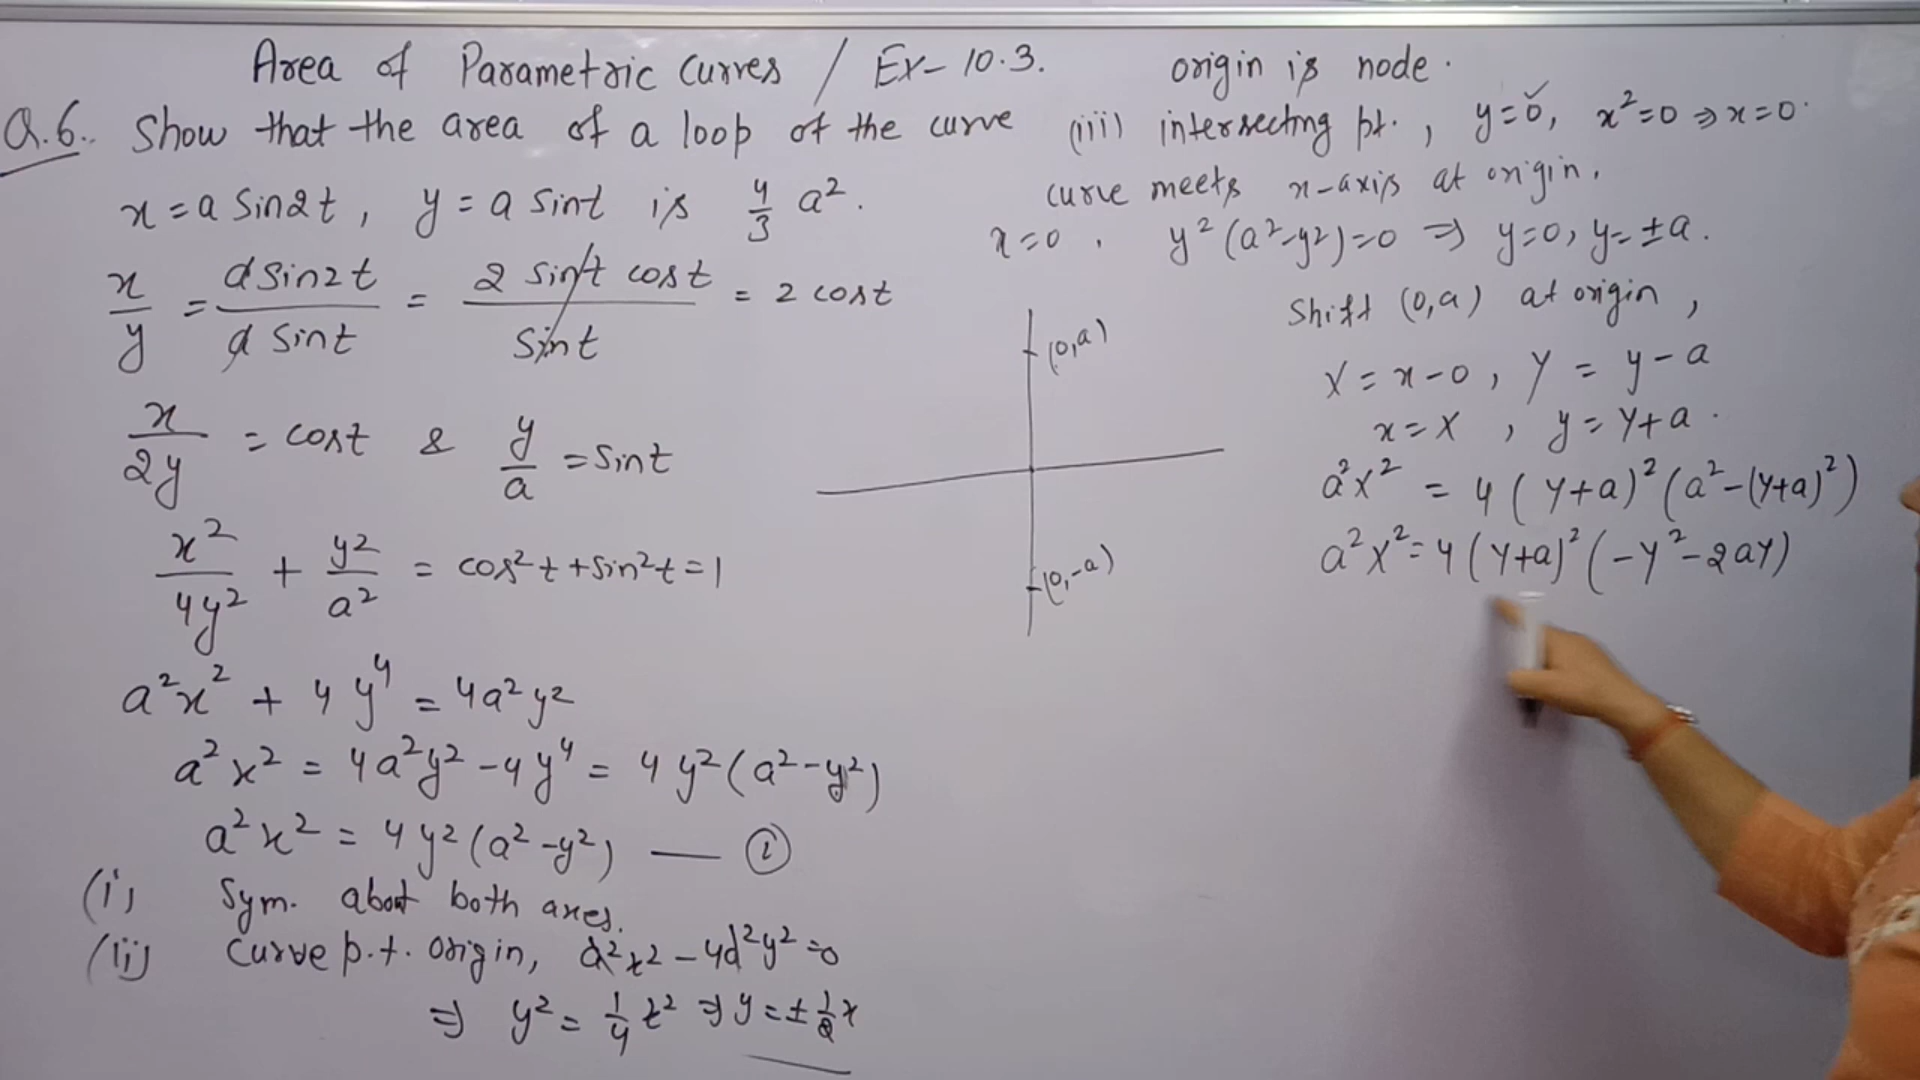 Area of Parametric Curves / Ex- 10.3.
Q.6. Show that the area of a loop of the curve
x = a Sin2t, y = a Sint is 4/3 a².
x/y = a Sin2t / a Sint = 2 Sint cost / Sint = 2 cost
x/2y = cost & y/a = Sint
x²/4y² + y²/a² = cos²t + Sin²t = 1
a²x² + 4y⁴ = 4a²y²
a²x² = 4a²y² - 4y⁴ = 4y²(a² - y²)
a²x² = 4y²(a² - y²) — ①
(i) Sym. about both axes.
(ii) Curve p.t. origin, a²x² - 4a²y² = 0
⇒ y² = 1/4 x² ⇒ y = ± 1/2 x
origin is node.
(iii) intersecting pt., y=0, x²=0 ⇒ x=0.
curve meets x-axis at origin.
x=0, y²(a²-y²)=0 ⇒ y=0, y=±a.
(0,a)
(0,-a)
Shift (0,a) at origin,
X = x-0, Y = y-a
x = X, y = Y+a.
a²X² = 4(Y+a)²(a²-(Y+a)²)
a²X² = 4(Y+a)²(-Y²-2aY)